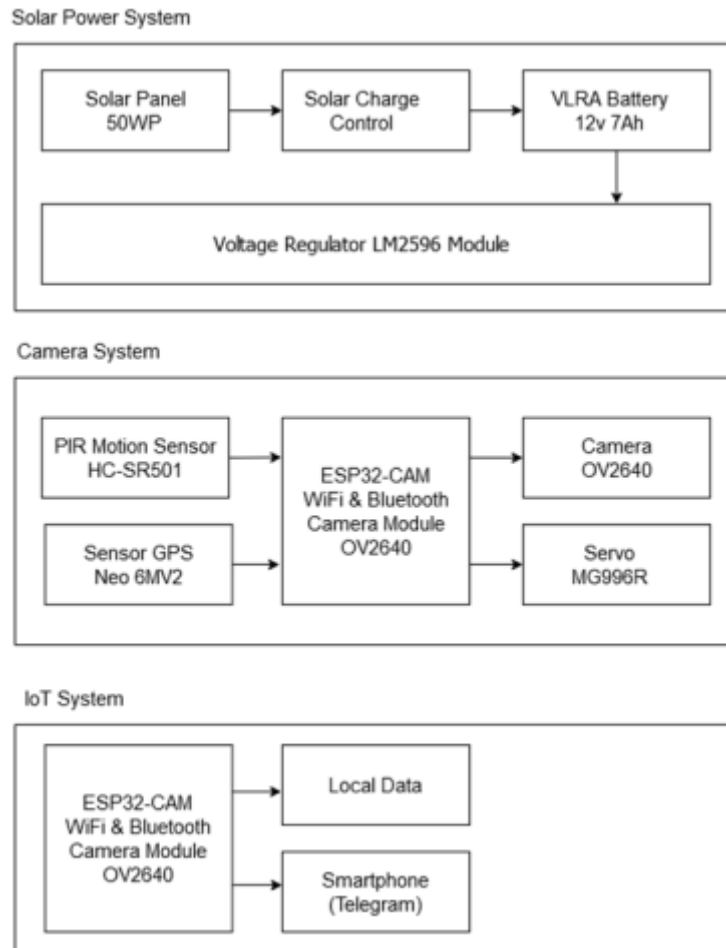 Solar Power System
Solar Panel
50WP
Solar Charge
Control
VLRA Battery
12v 7Ah
Voltage Regulator LM2596 Module
Camera System
PIR Motion Sensor
HC-SR501
Sensor GPS
Neo 6MV2
ESP32-CAM
WiFi & Bluetooth
Camera Module
OV2640
Camera
OV2640
Servo
MG996R
IoT System
ESP32-CAM
WiFi & Bluetooth
Camera Module
OV2640
Local Data
Smartphone
(Telegram)